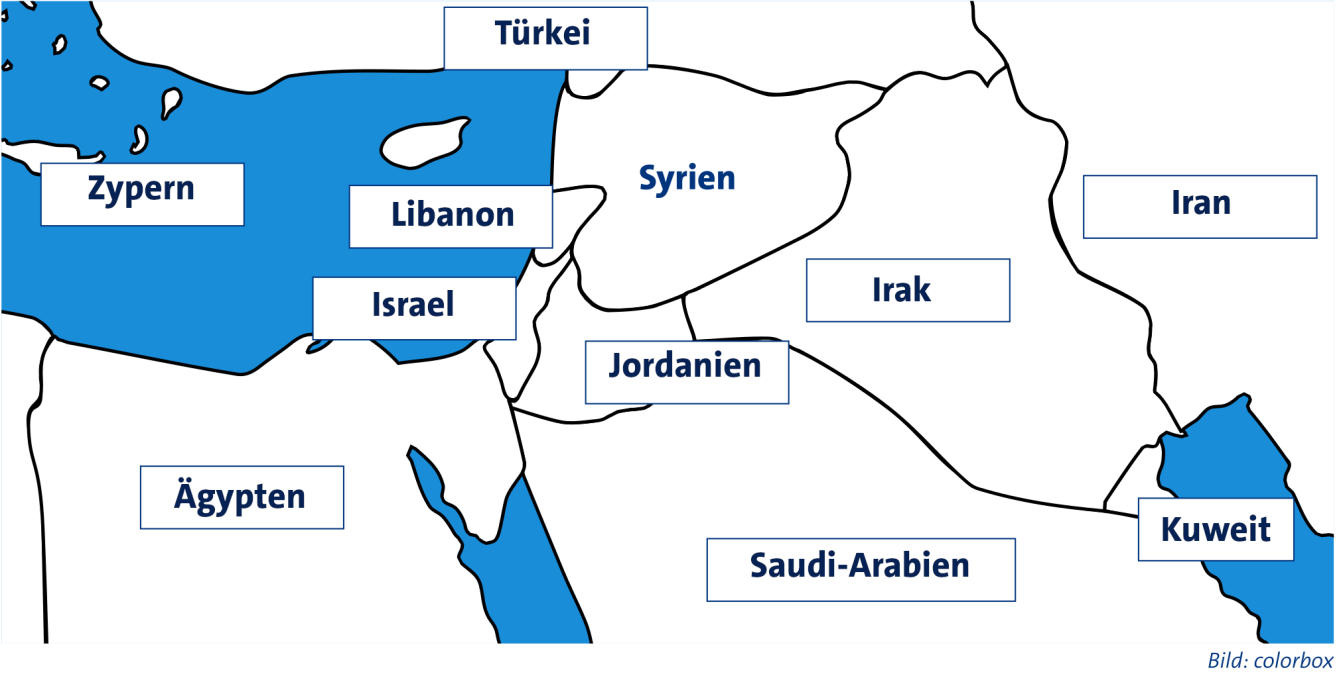 Türkei
Syrien
Zypern
Iran
Libanon
Irak
Israel
Jordanien
Ägypten
Kuweit
Saudi-Arabien
Bild: colorbox